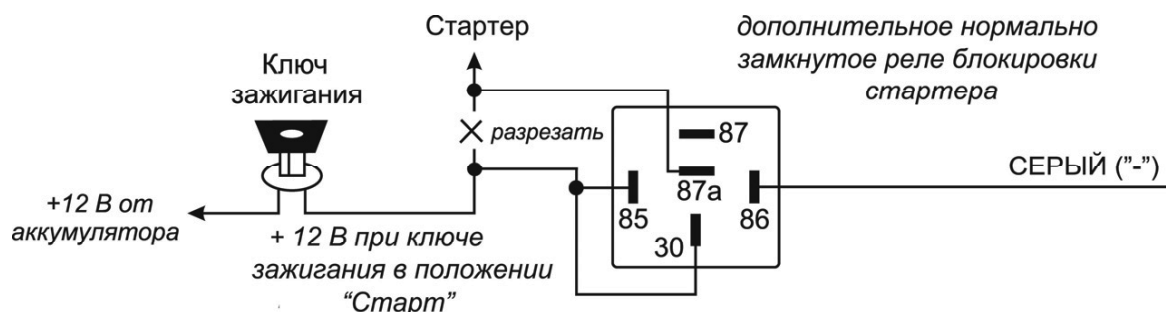 Стартер
дополнительное нормально
замкнутое реле блокировки
стартера
Ключ
зажигания
разрезать
87
87a
85
86
30
СЕРЫЙ ("-")
+12 В от
аккумулятора
+ 12 В при ключе
зажигания в положении
“Старт”